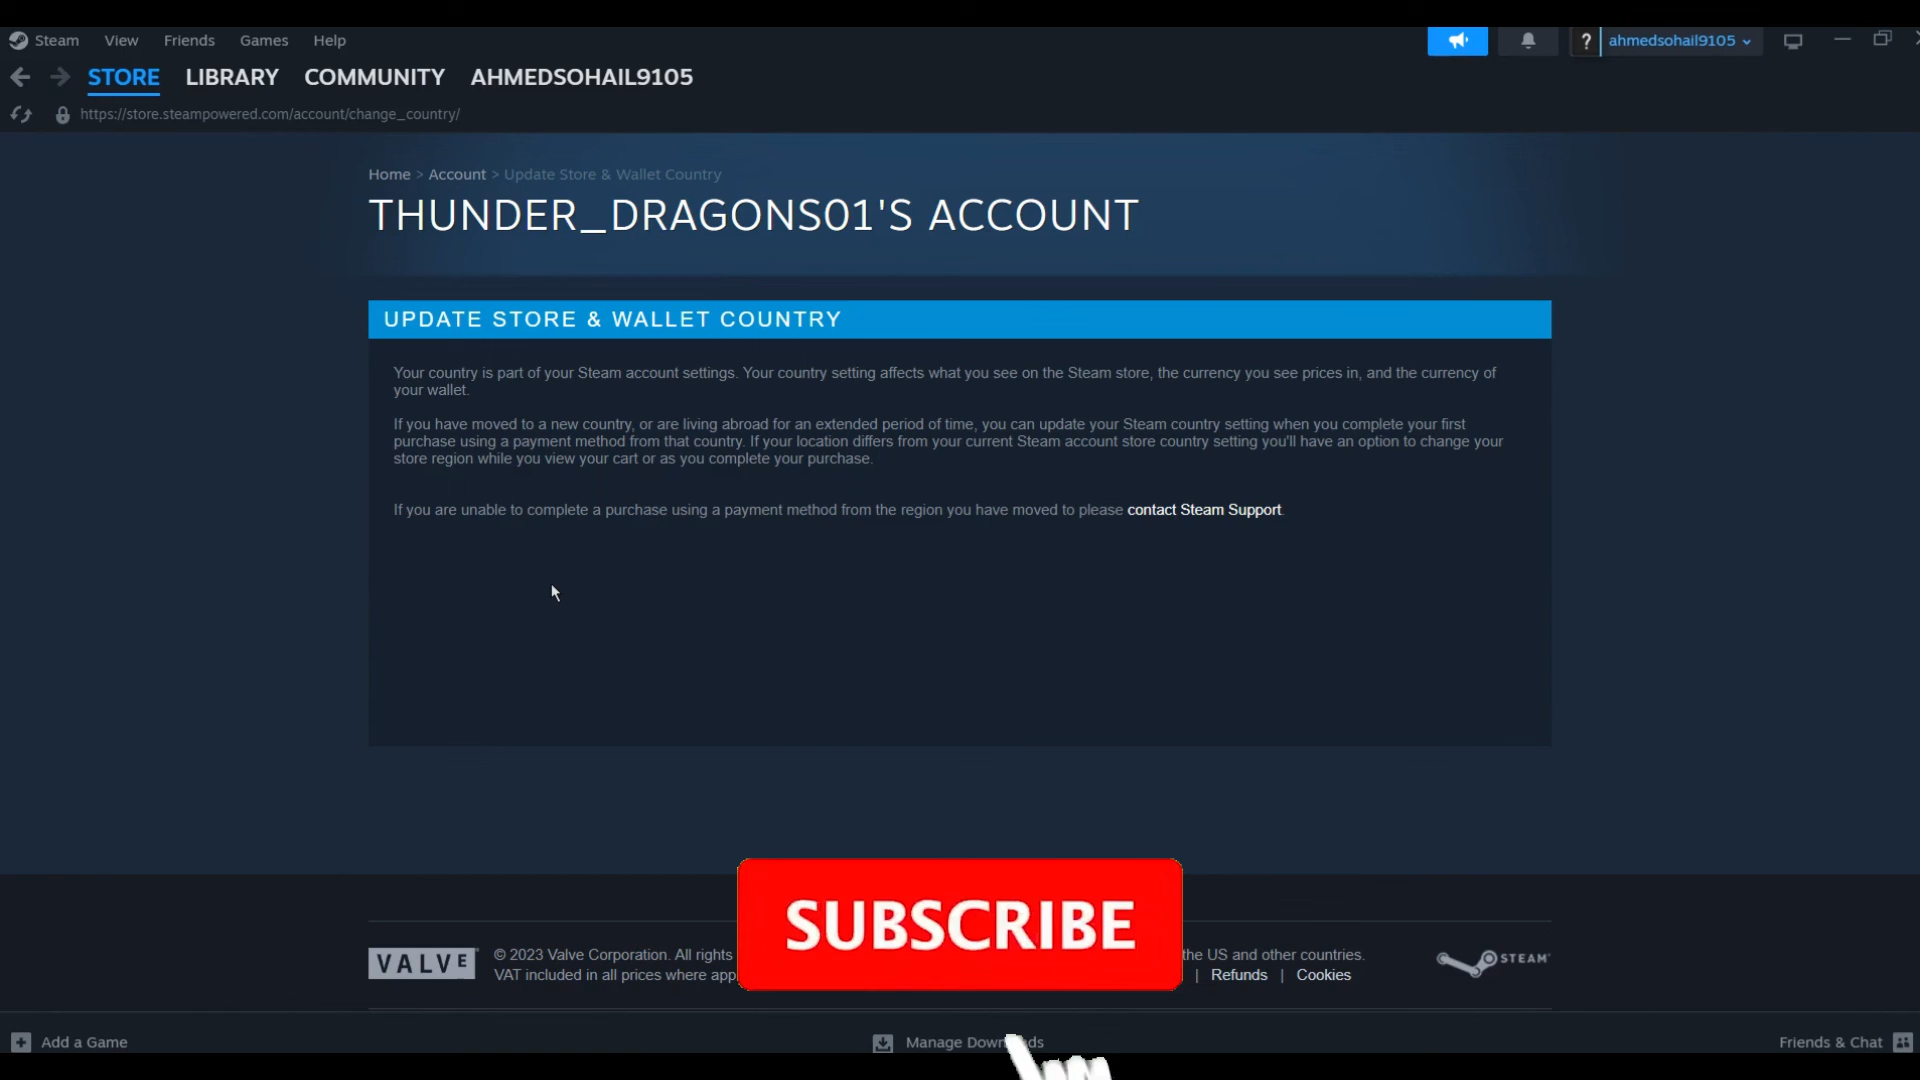 Steam View Friends Games Help
? ahmedsohail9105
STORE LIBRARY COMMUNITY AHMEDSOHAIL9105
https://store.steampowered.com/account/change_country/
Home > Account > Update Store & Wallet Country
THUNDER_DRAGONS01'S ACCOUNT
UPDATE STORE & WALLET COUNTRY
Your country is part of your Steam account settings. Your country setting affects what you see on the Steam store, the currency you see prices in, and the currency of
your wallet.
If you have moved to a new country, or are living abroad for an extended period of time, you can update your Steam country setting when you complete your first
purchase using a payment method from that country. If your location differs from your current Steam account store country setting you'll have an option to change your
store region while you view your cart or as you complete your purchase.
If you are unable to complete a purchase using a payment method from the region you have moved to please contact Steam Support.
SUBSCRIBE
VALVE © 2023 Valve Corporation. All rights the US and other countries. STEAM
VAT included in all prices where | Refunds | Cookies
Add a Game Manage Friends & Chat